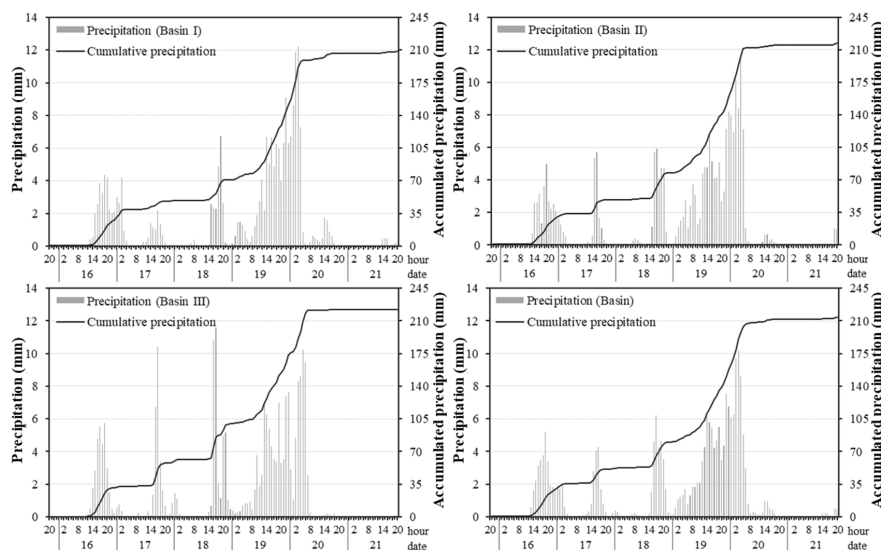 Precipitation (mm)
14
12
10
8
6
4
2
0
Precipitation (Basin I)
Cumulative precipitation
245
210
175
140
105
70
35
0
Accumulated precipitation (mm)
20 2 8 14 20 2 8 14 20 2 8 14 20 2 8 14 20 2 8 14 20 2 8 14 20 hour
16 17 18 19 20 21 date
Precipitation (mm)
14
12
10
8
6
4
2
0
Precipitation (Basin II)
Cumulative precipitation
245
210
175
140
105
70
35
0
Accumulated precipitation (mm)
20 2 8 14 20 2 8 14 20 2 8 14 20 2 8 14 20 2 8 14 20 2 8 14 20 hour
16 17 18 19 20 21 date
Precipitation (mm)
14
12
10
8
6
4
2
0
Precipitation (Basin III)
Cumulative precipitation
245
210
175
140
105
70
35
0
Accumulated precipitation (mm)
20 2 8 14 20 2 8 14 20 2 8 14 20 2 8 14 20 2 8 14 20 2 8 14 20 hour
16 17 18 19 20 21 date
Precipitation (mm)
14
12
10
8
6
4
2
0
Precipitation (Basin)
Cumulative precipitation
245
210
175
140
105
70
35
0
Accumulated precipitation (mm)
20 2 8 14 20 2 8 14 20 2 8 14 20 2 8 14 20 2 8 14 20 2 8 14 20 hour
16 17 18 19 20 21 date